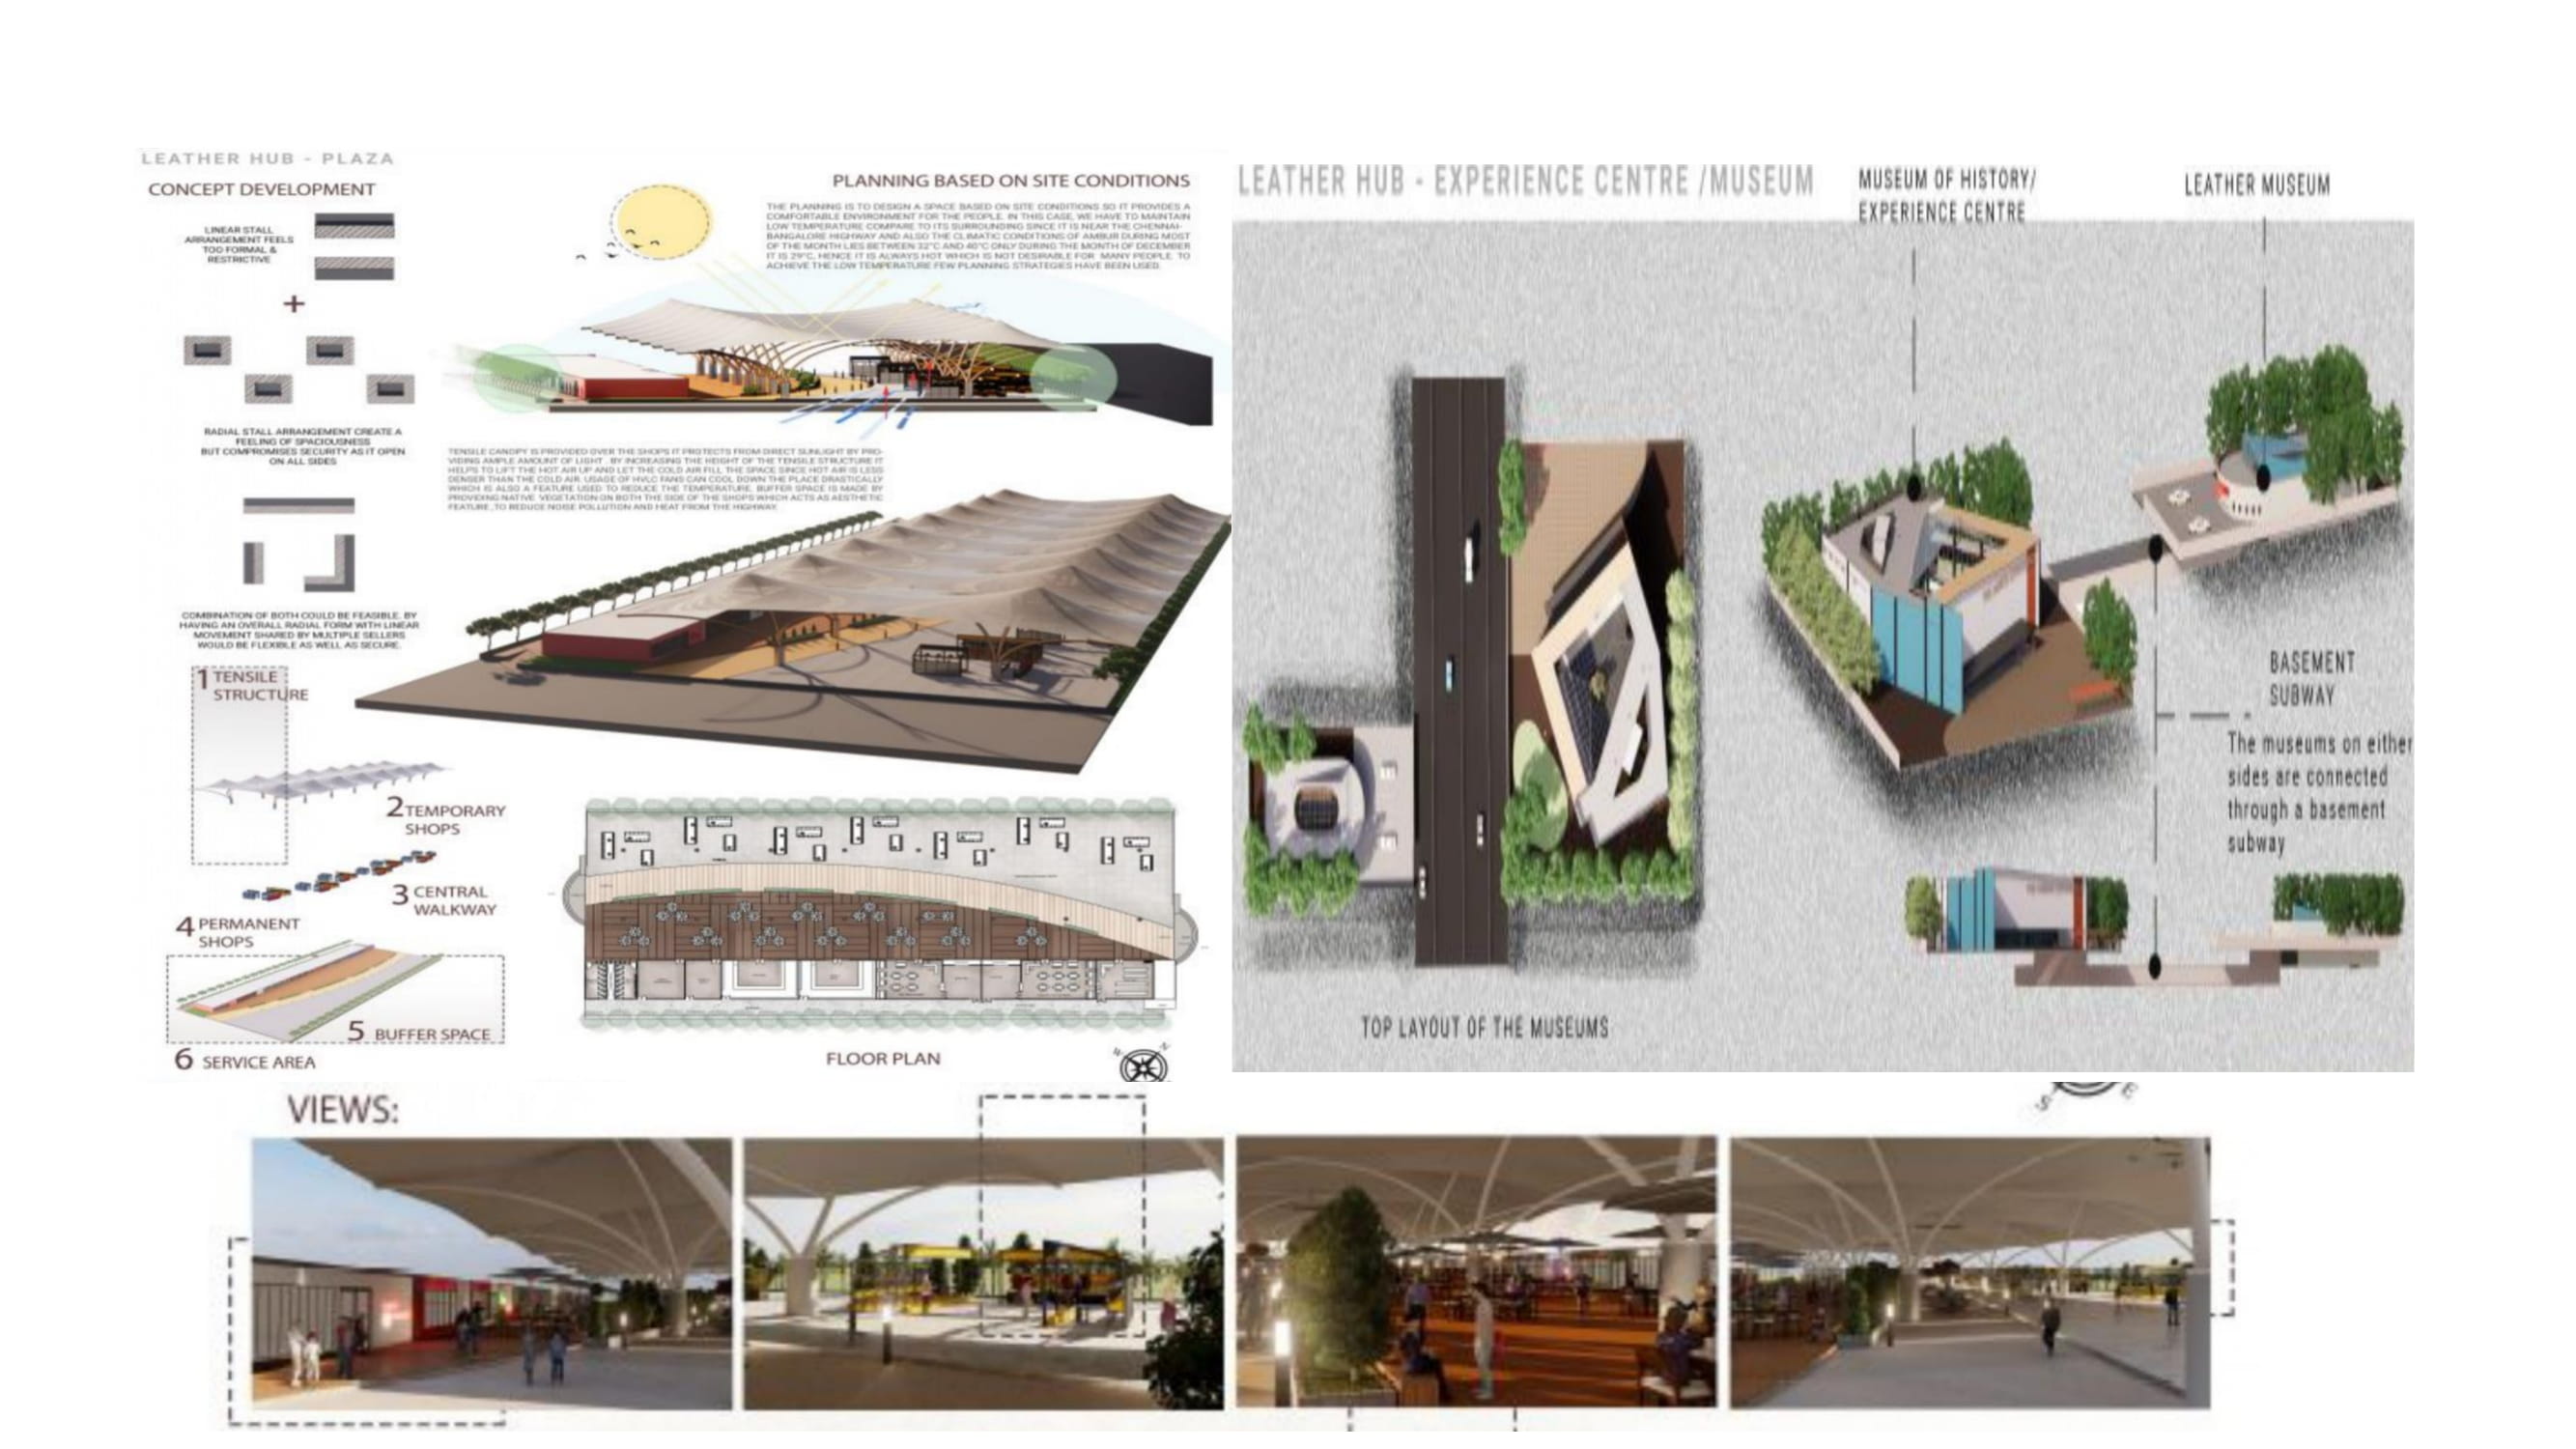 LEATHER HUB - PLAZA
CONCEPT DEVELOPMENT
LINEAR STALL
ARRANGEMENT FEELS
TOO FORMAL &
RESTRICTIVE
+
RADIAL STALL ARRANGEMENT CREATE A
FEELING OF SPACIOUSNESS
BUT COMPROMISES SECURITY AS IT OPEN
ON ALL SIDES
COMBINATION OF BOTH COULD BE FEASIBLE. BY
HAVING AN OVERALL RADIAL FORM WITH LINEAR
MOVEMENT SHARED BY MULTIPLE SELLERS
WOULD BE FLEXIBLE AS WELL AS SECURE.
1 TENSILE
STRUCTURE
2 TEMPORARY
SHOPS
3 CENTRAL
WALKWAY
4 PERMANENT
SHOPS
5 BUFFER SPACE
6 SERVICE AREA
PLANNING BASED ON SITE CONDITIONS
THE PLANNING IS TO DESIGN A SPACE BASED ON SITE CONDITIONS SO IT PROVIDES A
COMFORTABLE ENVIRONMENT FOR THE PEOPLE. IN THIS CASE, WE HAVE TO MAINTAIN
LOW TEMPERATURE COMPARE TO ITS SURROUNDING SINCE IT IS NEAR THE CHENNAI-
BANGALORE HIGHWAY AND ALSO THE CLIMATIC CONDITIONS OF AMBUR DURING MOST
OF THE MONTH LIES BETWEEN 32°C AND 40°C ONLY DURING THE MONTH OF DECEMBER
IT IS 29°C. HENCE IT IS ALWAYS HOT WHICH IS NOT DESIRABLE FOR MANY PEOPLE. TO
ACHIEVE THE LOW TEMPERATURE FEW PLANNING STRATEGIES HAVE BEEN USED.
TENSILE CANOPY IS PROVIDED OVER THE SHOPS IT PROTECTS FROM DIRECT SUNLIGHT BY PRO-
VIDING AMPLE AMOUNT OF LIGHT . BY INCREASING THE HEIGHT OF THE TENSILE STRUCTURE IT
HELPS TO LIFT THE HOT AIR UP AND LET THE COLD AIR FILL THE SPACE SINCE HOT AIR IS LESS
DENSER THAN THE COLD AIR. USAGE OF HVLC FANS CAN COOL DOWN THE PLACE DRASTICALLY
WHICH IS ALSO A FEATURE USED TO REDUCE THE TEMPERATURE. BUFFER SPACE IS MADE BY
PROVIDING NATIVE VEGETATION ON BOTH THE SIDE OF THE SHOPS WHICH ACTS AS AESTHETIC
FEATURE ,TO REDUCE NOISE POLLUTION AND HEAT FROM THE HIGHWAY.
FLOOR PLAN
W N
LEATHER HUB - EXPERIENCE CENTRE /MUSEUM
MUSEUM OF HISTORY/
EXPERIENCE CENTRE
LEATHER MUSEUM
BASEMENT
SUBWAY
The museums on either
sides are connected
through a basement
subway
TOP LAYOUT OF THE MUSEUMS
S E
VIEWS: